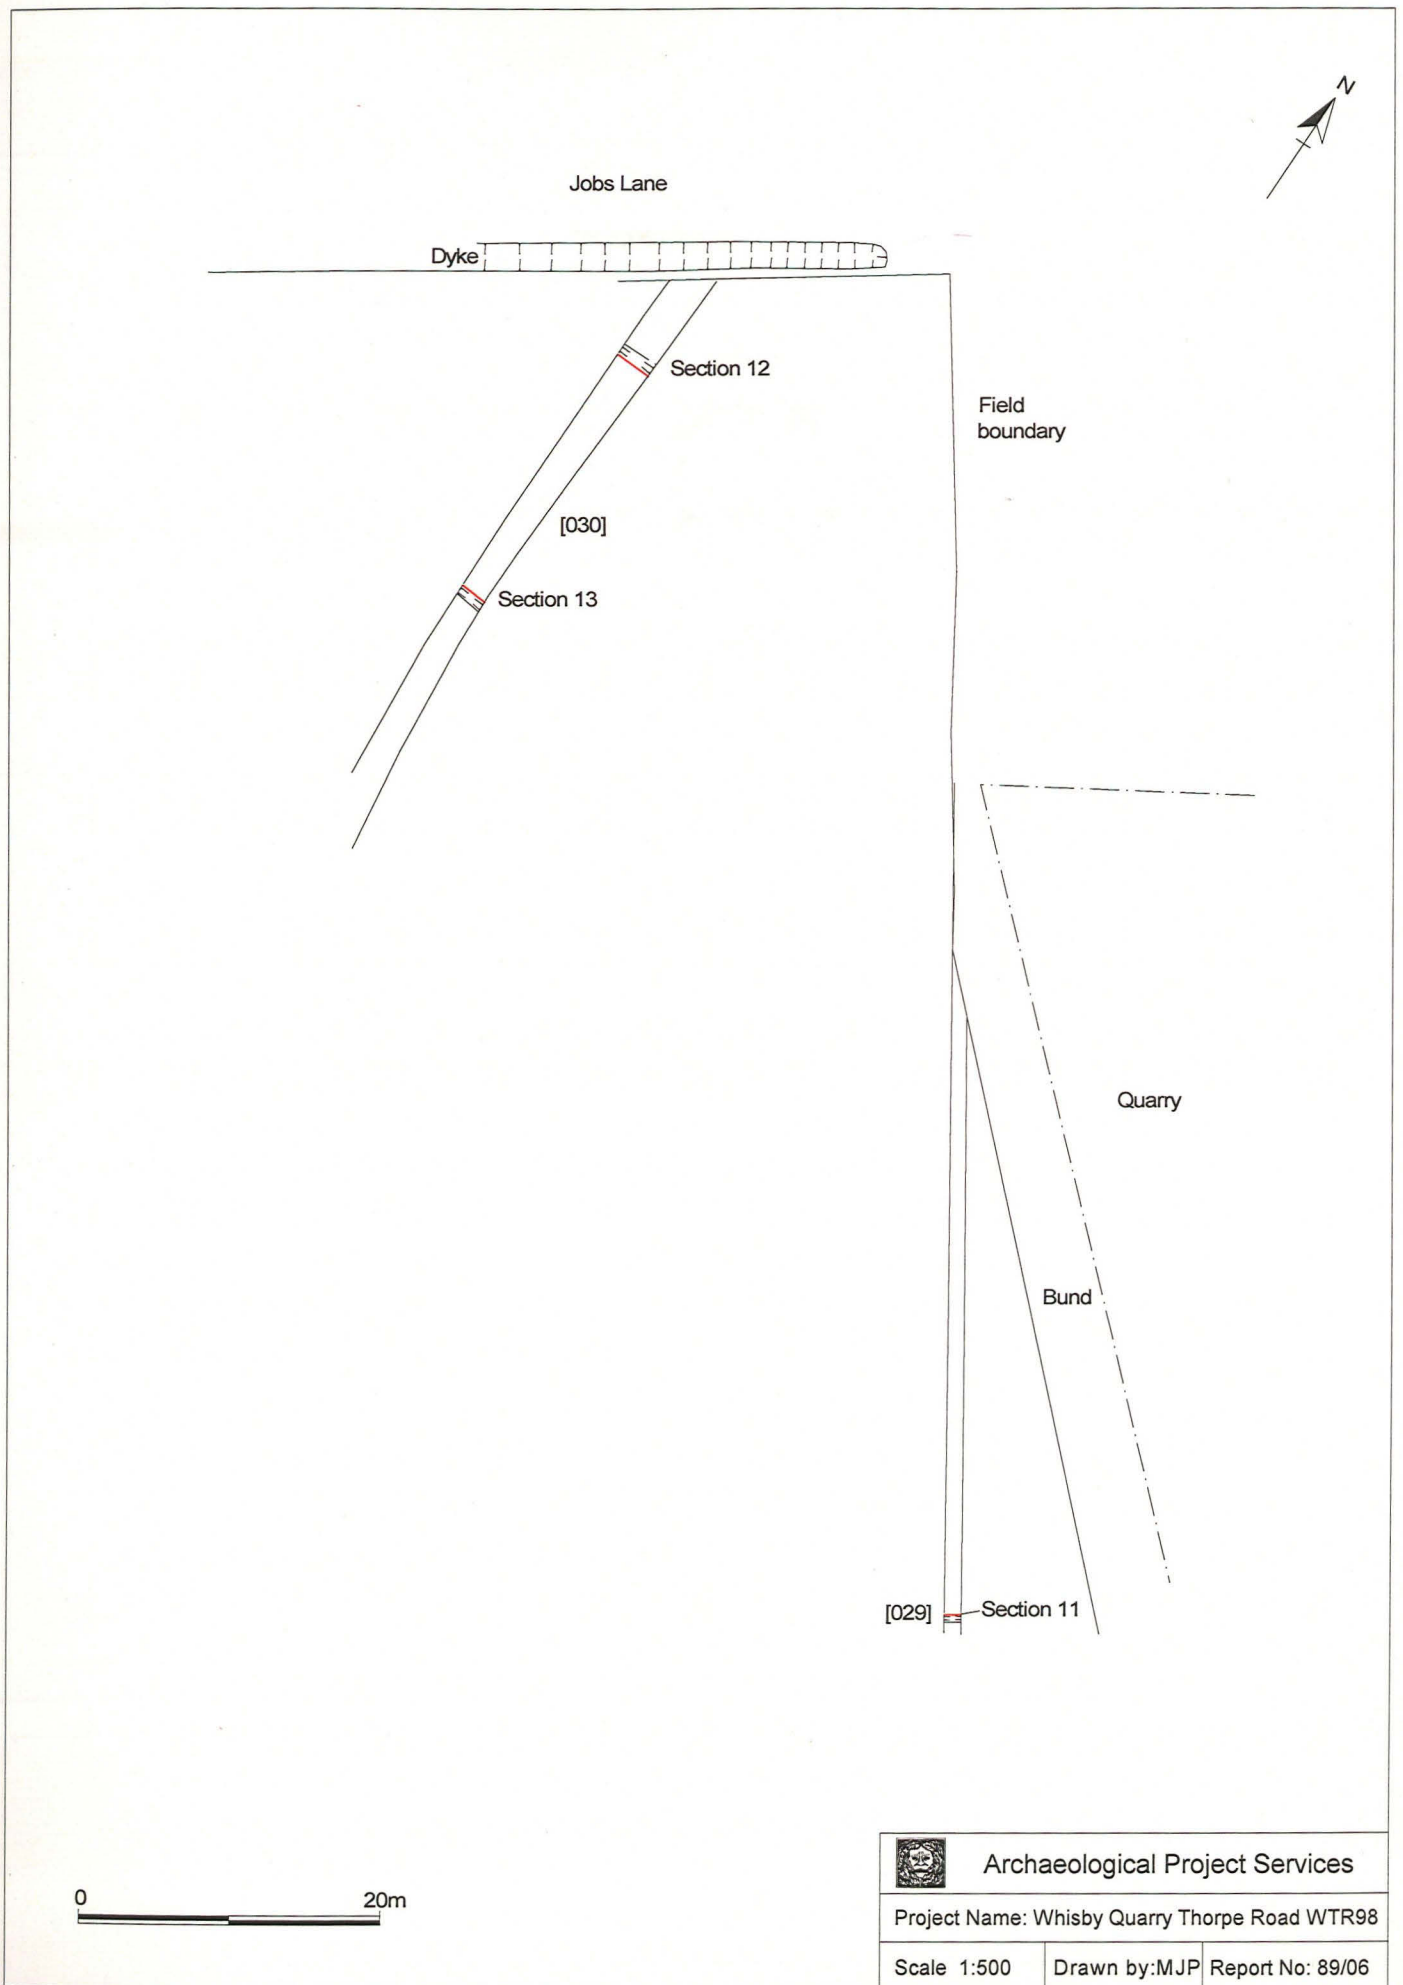 N
Jobs Lane
Dyke
Section 12
Field
boundary
[030]
Section 13
Quarry
Bund
[029]
Section 11
0
20m
Archaeological Project Services
Project Name: Whisby Quarry Thorpe Road WTR98
Scale 1:500
Drawn by:MJP
Report No: 89/06